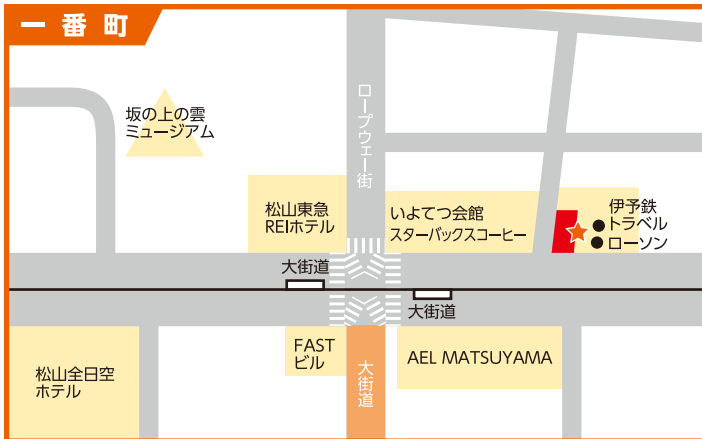 一番町
坂の上の雲
ミュージアム
ロープウェー街
松山東急
REIホテル
いよてつ会館
スターバックスコーヒー
伊予鉄
トラベル
ローソン
大街道
大街道
FAST
ビル
大街道
AEL MATSUYAMA
松山全日空
ホテル